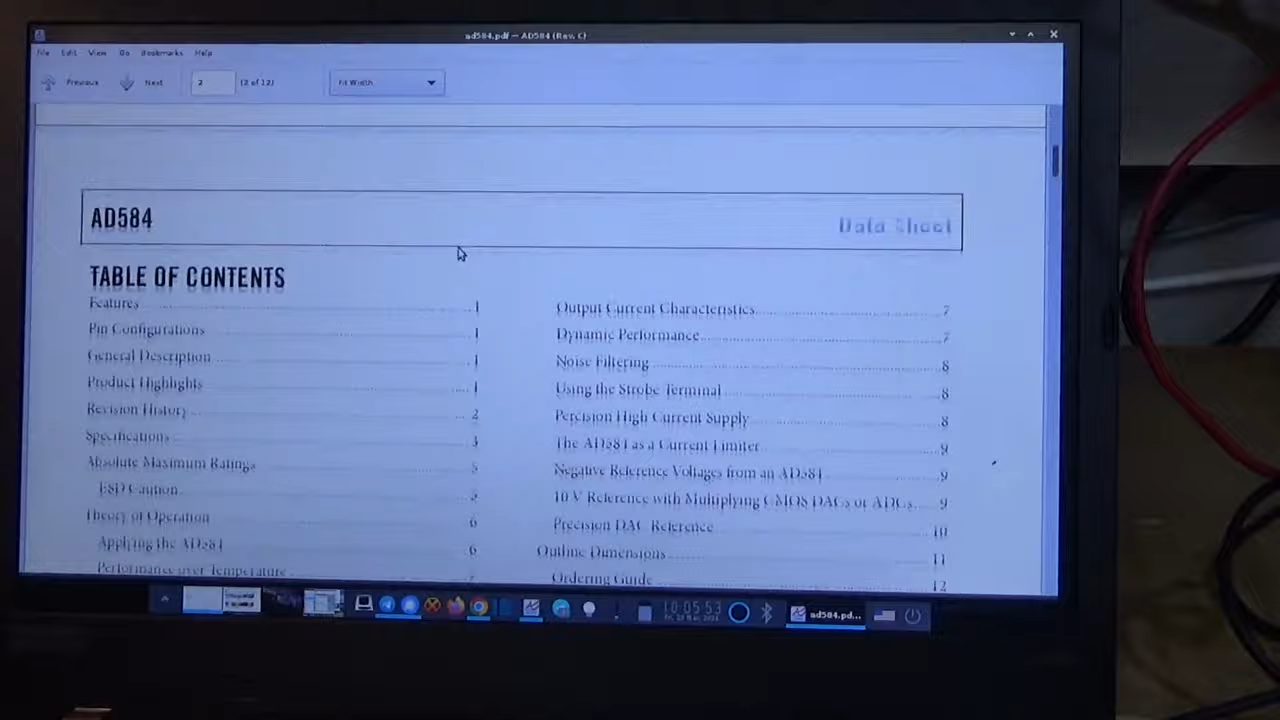 ad584.pdf — AD584 (Rev. C)
File Edit View Go Bookmarks Help
Previous Next 2 (2 of 12) Fit Width
AD584
Data Sheet
TABLE OF CONTENTS
Features 1
Pin Configurations 1
General Description 1
Product Highlights 1
Revision History 2
Specifications 3
Absolute Maximum Ratings 5
ESD Caution 5
Theory of Operation 6
Applying the AD584 6
Performance over Temperature
Output Current Characteristics 7
Dynamic Performance 7
Noise Filtering 8
Using the Strobe Terminal 8
Percision High Current Supply 8
The AD584 as a Current Limiter 9
Negative Reference Voltages from an AD584 9
10 V Reference with Multiplying CMOS DACs or ADCs 9
Precision DAC Reference 10
Outline Dimensions 11
Ordering Guide 12
10:05:53
ad584.pd...